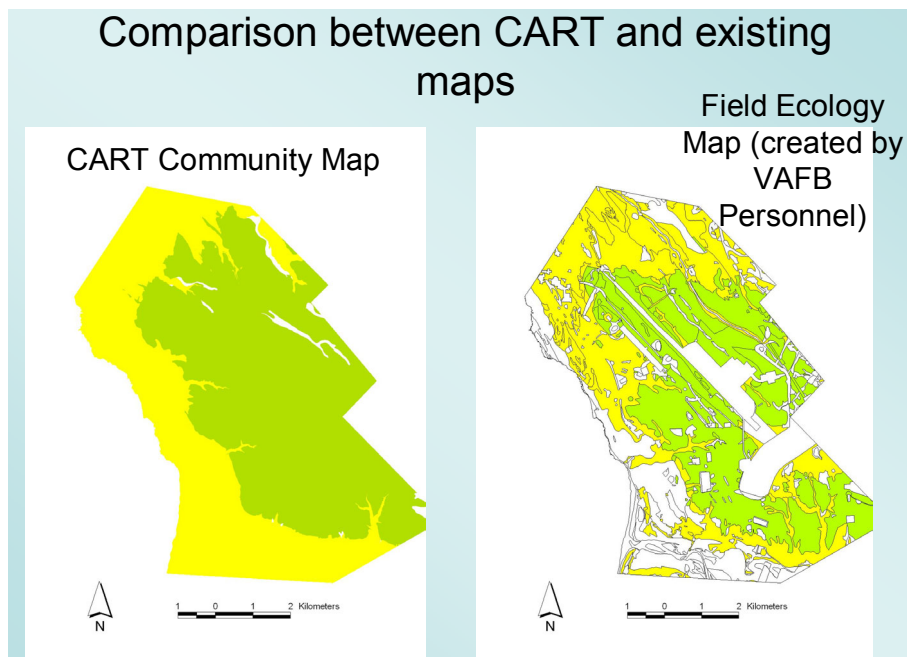 Comparison between CART and existing
maps
CART Community Map
Field Ecology
Map (created by
VAFB
Personnel)
1 0 1 2 Kilometers
N
1 0 1 2 Kilometers
N